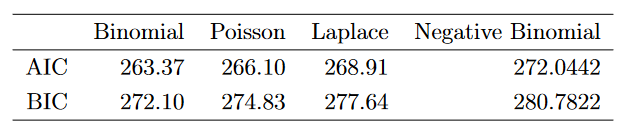 Binomial Poisson Laplace Negative Binomial
AIC 263.37 266.10 268.91 272.0442
BIC 272.10 274.83 277.64 280.7822